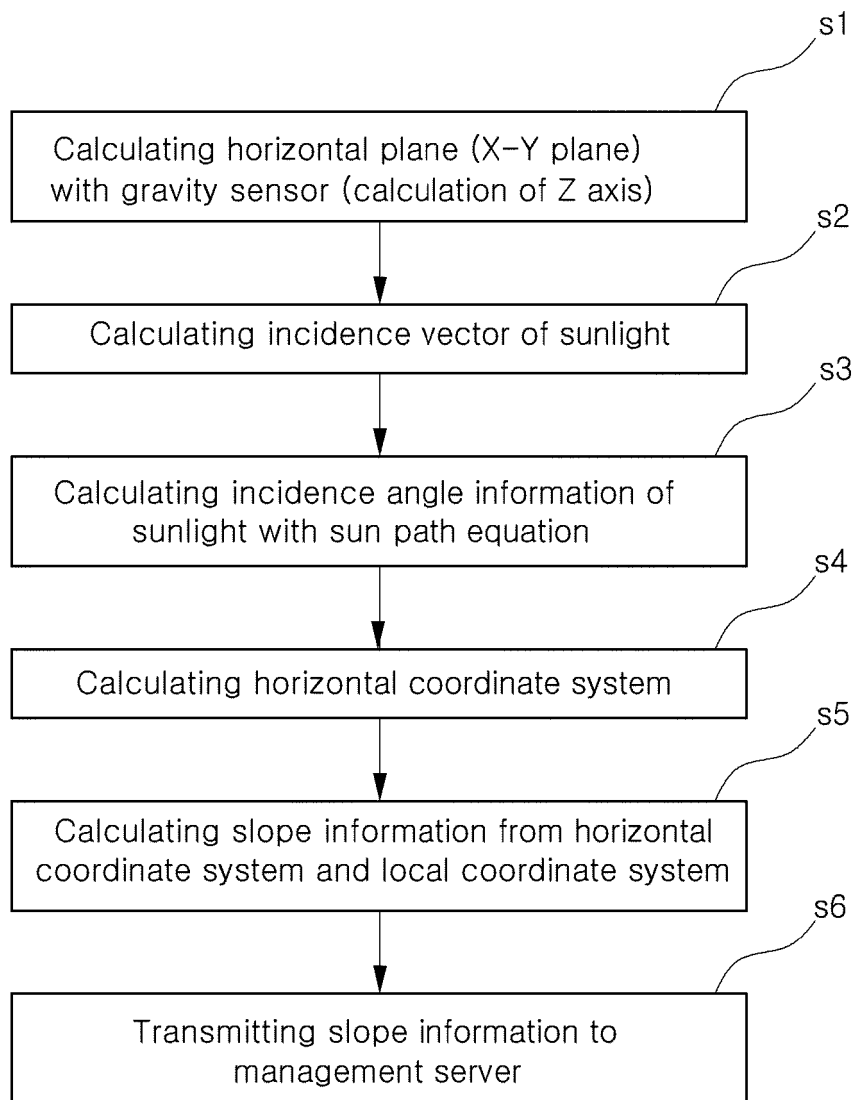 s1
Calculating horizontal plane (X-Y plane)
with gravity sensor (calculation of Z axis)
s2
Calculating incidence vector of sunlight
s3
Calculating incidence angle information of
sunlight with sun path equation
s4
Calculating horizontal coordinate system
s5
Calculating slope information from horizontal
coordinate system and local coordinate system
s6
Transmitting slope information to
management server